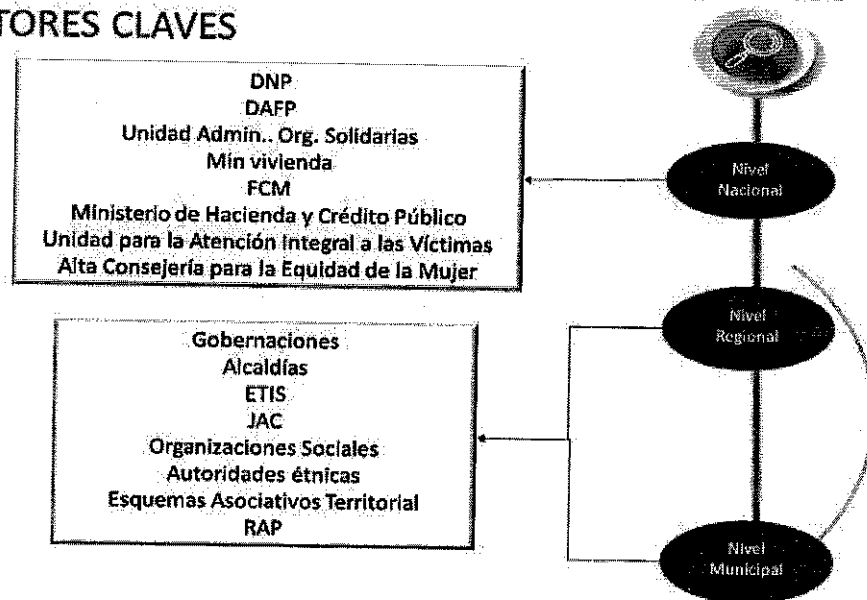 TORES CLAVES
DNP
DAFP
Unidad Admin.. Org. Solidarias
Min vivienda
FCM
Ministerio de Hacienda y Crédito Público
Unidad para la Atención Integral a las Víctimas
Alta Consejería para la Equidad de la Mujer
Nivel
Nacional
Nivel
Regional
Gobernaciones
Alcaldías
ETIS
JAC
Organizaciones Sociales
Autoridades étnicas
Esquemas Asociativos Territorial
RAP
Nivel
Municipal